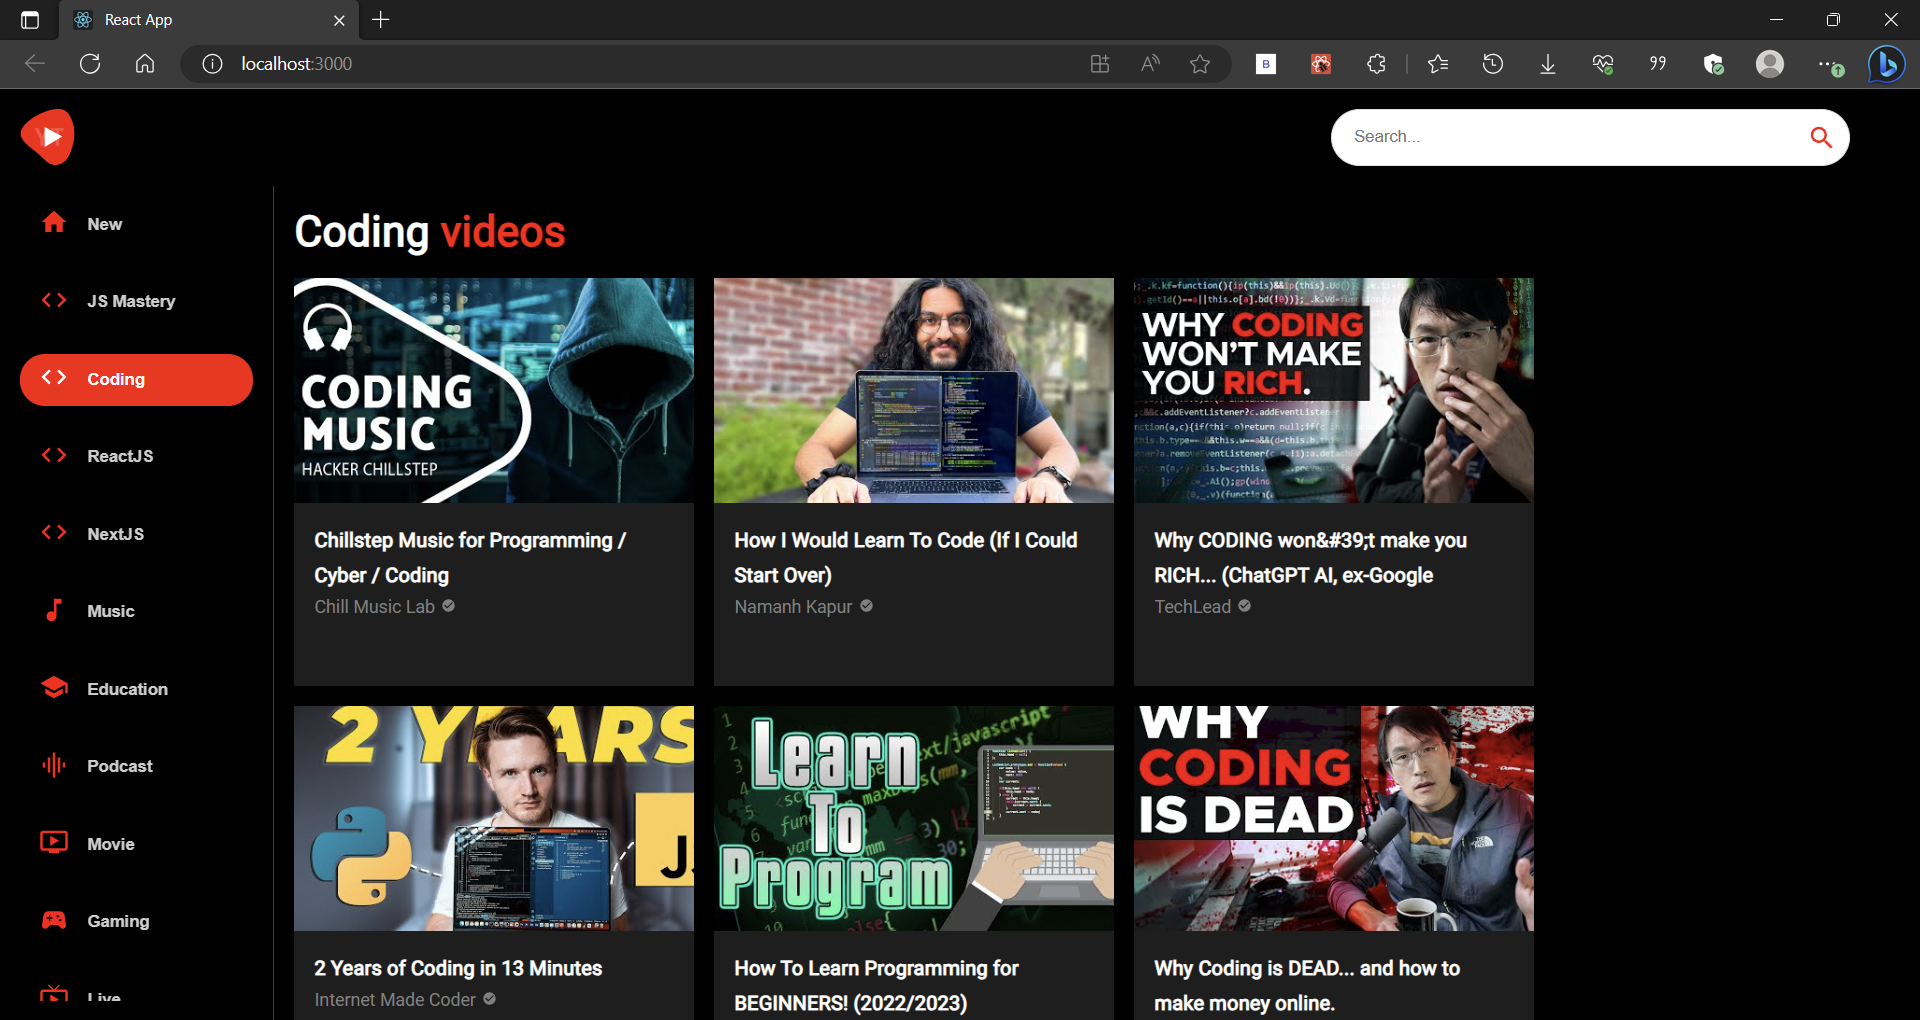 React App
localhost:3000
Search...
New
JS Mastery
Coding
ReactJS
NextJS
Music
Education
Podcast
Movie
Gaming
Live
Coding videos
CODING
MUSIC
HACKER CHILLSTEP
Chillstep Music for Programming /
Cyber / Coding
Chill Music Lab
How I Would Learn To Code (If I Could
Start Over)
Namanh Kapur
WHY CODING
WON'T MAKE
YOU RICH.
Why CODING won&#39;t make you
RICH... (ChatGPT AI, ex-Google
TechLead
2 YEARS
2 Years of Coding in 13 Minutes
Internet Made Coder
Learn
To
Program
How To Learn Programming for
BEGINNERS! (2022/2023)
WHY
CODING
IS DEAD
Why Coding is DEAD... and how to
make money online.